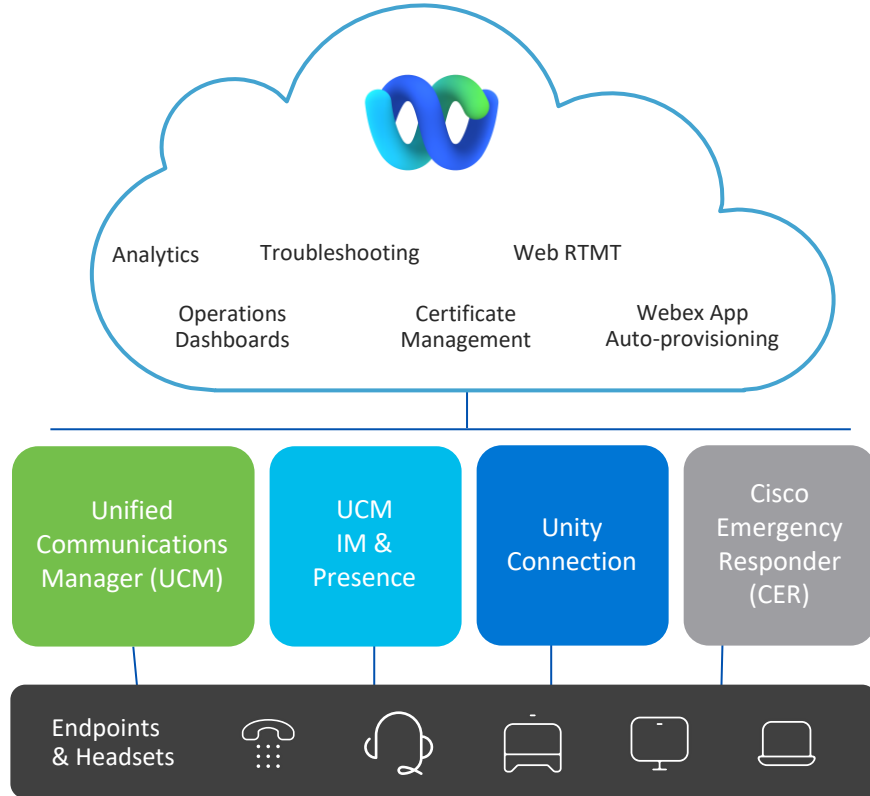 Analytics
Troubleshooting
Web RTMT
Operations
Dashboards
Certificate
Management
Webex App
Auto-provisioning
Unified
Communications
Manager (UCM)
UCM
IM &
Presence
Unity
Connection
Cisco
Emergency
Responder
(CER)
Endpoints
& Headsets